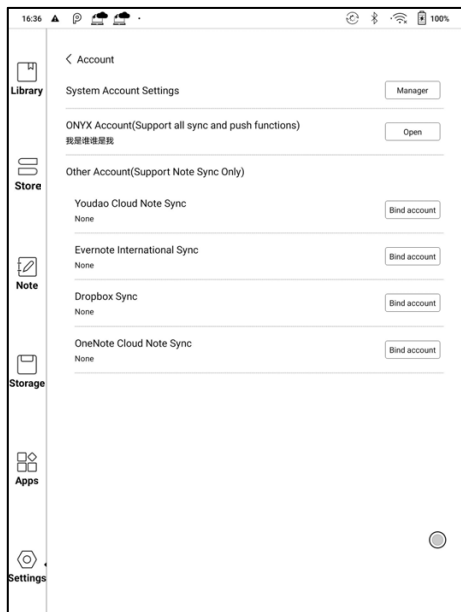 16:36
100%
Account
Library
System Account Settings
Manager
ONYX Account(Support all sync and push functions)
我是谁谁是我
Open
Other Account(Support Note Sync Only)
Store
Youdao Cloud Note Sync
None
Bind account
Evernote International Sync
None
Bind account
Note
Dropbox Sync
None
Bind account
OneNote Cloud Note Sync
None
Bind account
Storage
Apps
Settings